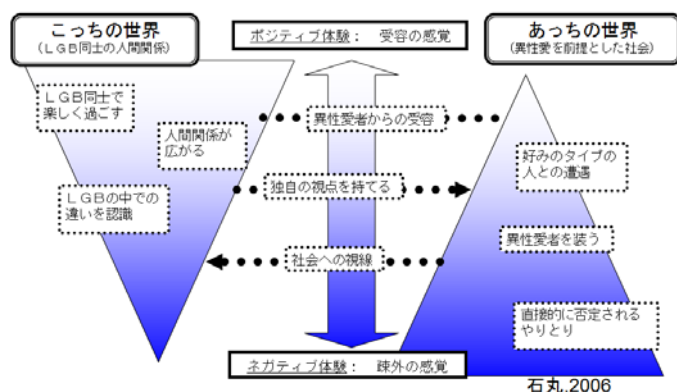 こっちの世界
(ＬＧＢ同士の人間関係)
ポジティブ体験： 受容の感覚
あっちの世界
(異性愛を前提とした社会)
ＬＧＢ同士で
楽しく過ごす
異性愛者からの受容
人間関係が
広がる
好みのタイプの
人との遭遇
独自の視点を持てる
ＬＧＢの中での
違いを認識
異性愛者を装う
社会への視線
直接的に否定される
やりとり
ネガティブ体験： 疎外の感覚
石丸,2006